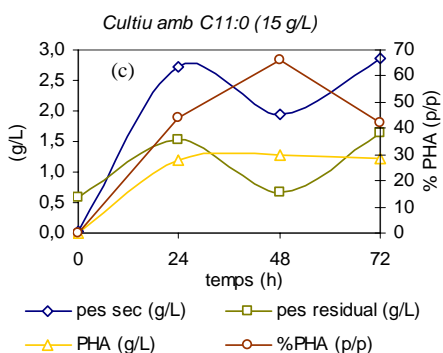 Cultiu amb C11:0 (15 g/L)
(c)
(g/L)
3,0
2,5
2,0
1,5
1,0
0,5
0,0
% PHA (p/p)
70
60
50
40
30
20
10
0
0 24 48 72
temps (h)
pes sec (g/L) pes residual (g/L)
PHA (g/L) %PHA (p/p)